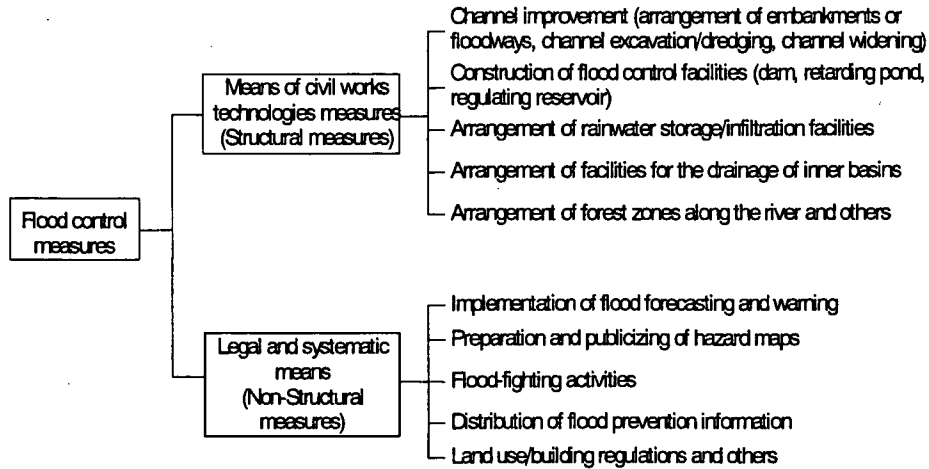 Channel improvement (arrangement of embankments or
floodways, channel excavation/dredging, channel widening)
Means of civil works
technologies measures
(Structural measures)
Construction of flood control facilities (dam, retarding pond,
regulating reservoir)
Arrangement of rainwater storage/infiltration facilities
Arrangement of facilities for the drainage of inner basins
Arrangement of forest zones along the river and others
Flood control
measures
Legal and systematic
means
(Non-Structural
measures)
Implementation of flood forecasting and warning
Preparation and publicizing of hazard maps
Flood-fighting activities
Distribution of flood prevention information
Land use/building regulations and others